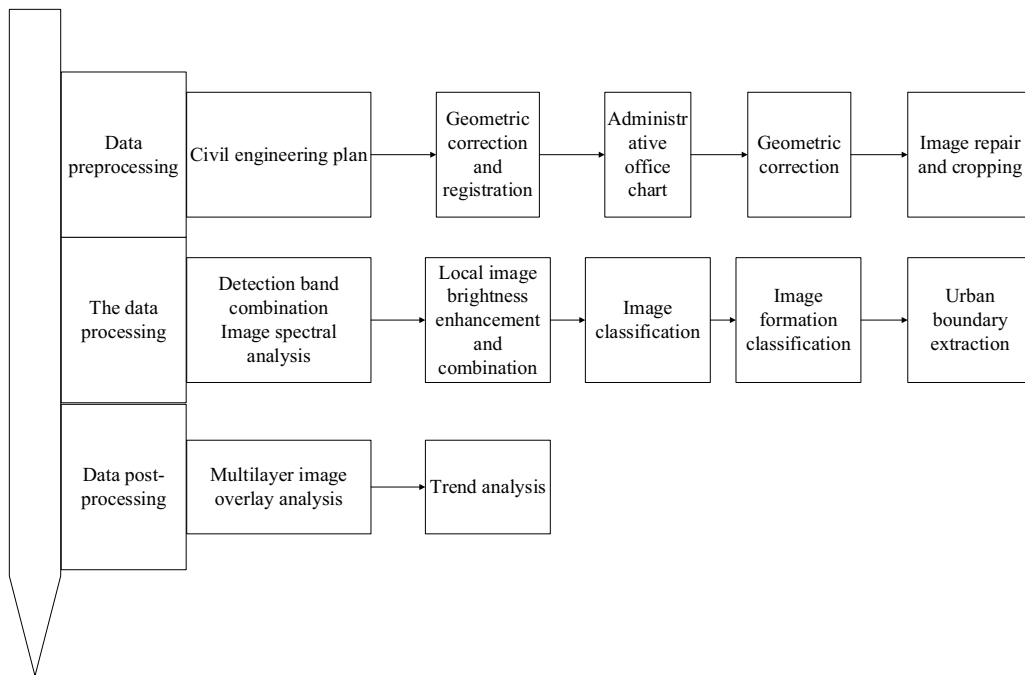 Data
preprocessing
Civil engineering plan
Geometric
correction
and
registration
Administr
ative
office
chart
Geometric
correction
Image repair
and cropping
The data
processing
Detection band
combination
Image spectral
analysis
Local image
brightness
enhancement
and
combination
Image
classification
Image
formation
classification
Urban
boundary
extraction
Data post-
processing
Multilayer image
overlay analysis
Trend analysis